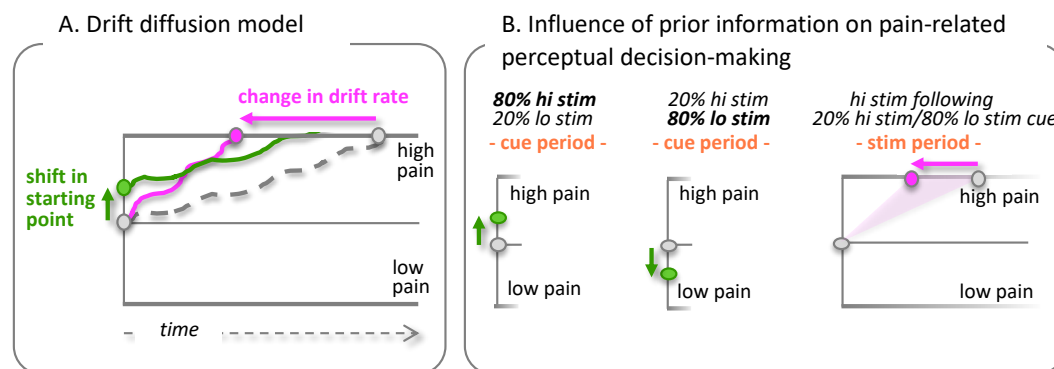 A. Drift diffusion model
change in drift rate
high
pain
shift in
starting
point
low
pain
time
B. Influence of prior information on pain-related
perceptual decision-making
80% hi stim
20% lo stim
- cue period -
high pain
low pain
20% hi stim
80% lo stim
- cue period -
high pain
low pain
hi stim following
20% hi stim/80% lo stim cue
- stim period -
high pain
low pain